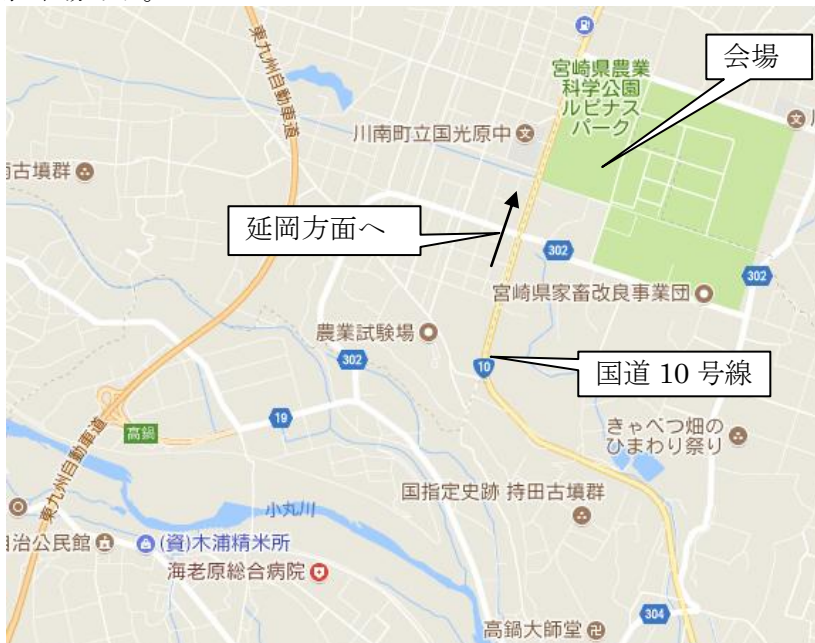 東九州自動車道
宮崎県農業
科学公園
ルピナス
パーク
会場
川南町立国光原中
古墳群
延岡方面へ
302
302
宮崎県家畜改良事業団
農業試験場
302
10
国道 10 号線
19
高鍋
きゃべつ畑の
ひまわり祭り
東九州自動車道
国指定史跡 持田古墳群
小丸川
自治公民館
(資)木浦精米所
海老原総合病院
304
高鍋大師堂